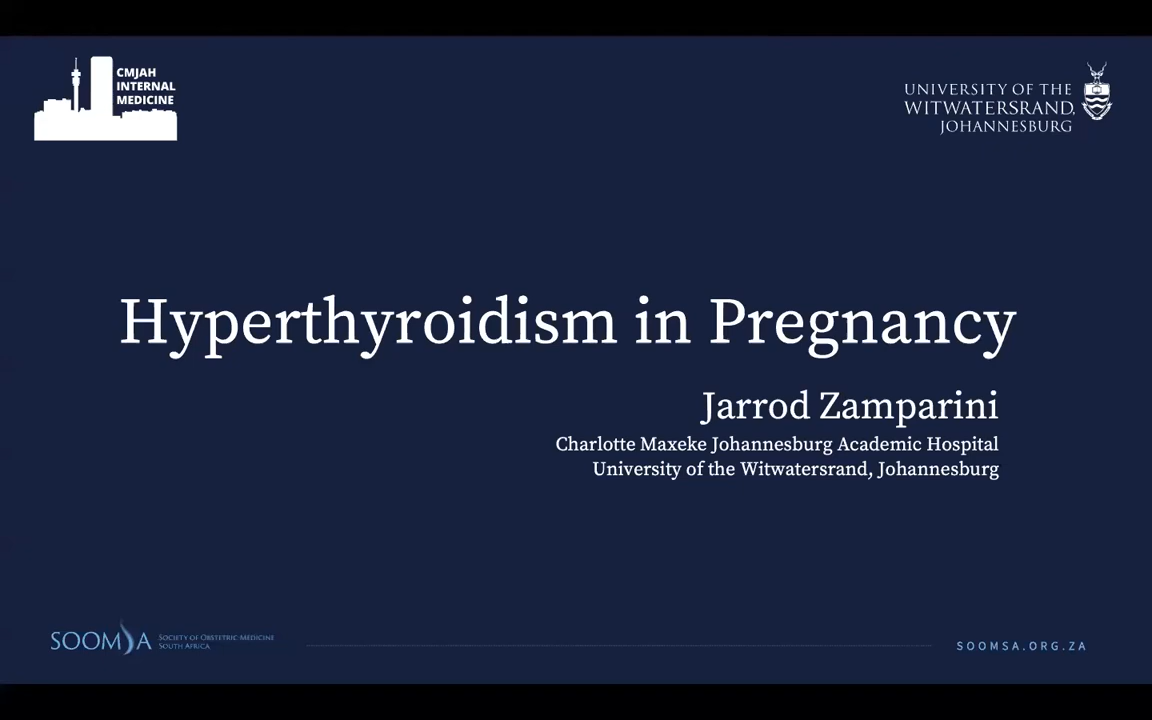 CMJAH
INTERNAL
MEDICINE
UNIVERSITY OF THE
WITWATERSRAND,
JOHANNESBURG
Hyperthyroidism in Pregnancy
Jarrod Zamparini
Charlotte Maxeke Johannesburg Academic Hospital
University of the Witwatersrand, Johannesburg
SOOMSA SOCIETY OF OBSTETRIC MEDICINE
SOUTH AFRICA
SOOMSA.ORG.ZA